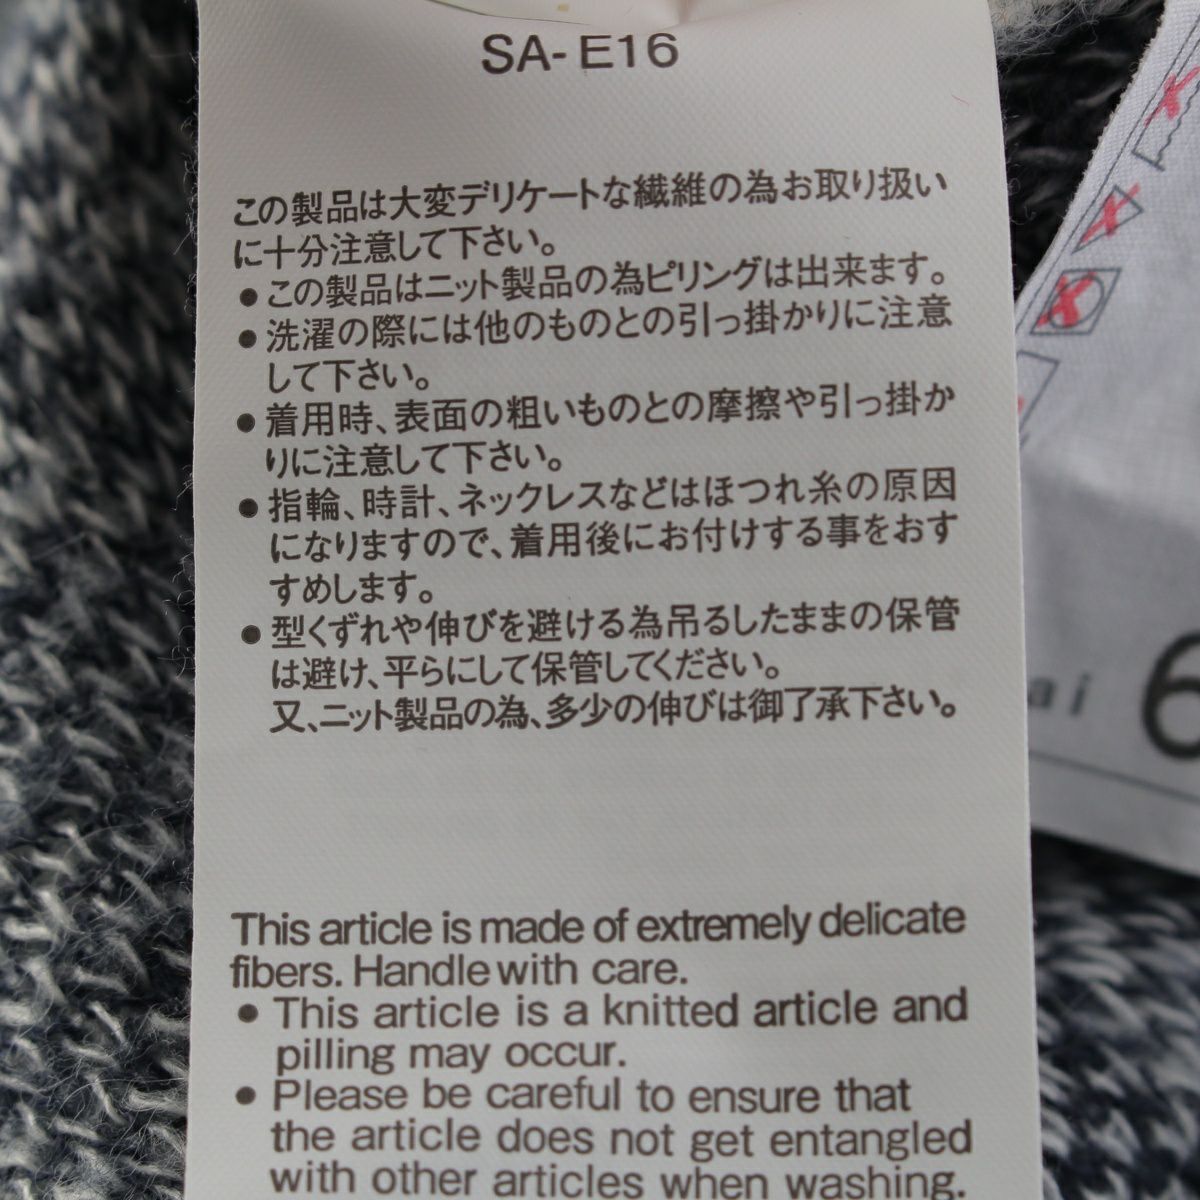 SA-E16
この製品は大変デリケートな繊維の為お取り扱い
に十分注意して下さい。
●この製品はニット製品の為ピリングは出来ます。
●洗濯の際には他のものとの引っ掛かりに注意
して下さい。
●着用時、表面の粗いものとの摩擦や引っ掛か
りに注意して下さい。
●指輪、時計、ネックレスなどはほつれ糸の原因
になりますので、着用後にお付けする事をおす
すめします。
●型くずれや伸びを避ける為吊るしたままの保管
は避け、平らにして保管してください。
又、ニット製品の為、多少の伸びは御了承下さい。
This article is made of extremely delicate
fibers. Handle with care.
● This article is a knitted article and
pilling may occur.
● Please be careful to ensure that
the article does not get entangled
with other articles when washing.
ai
6